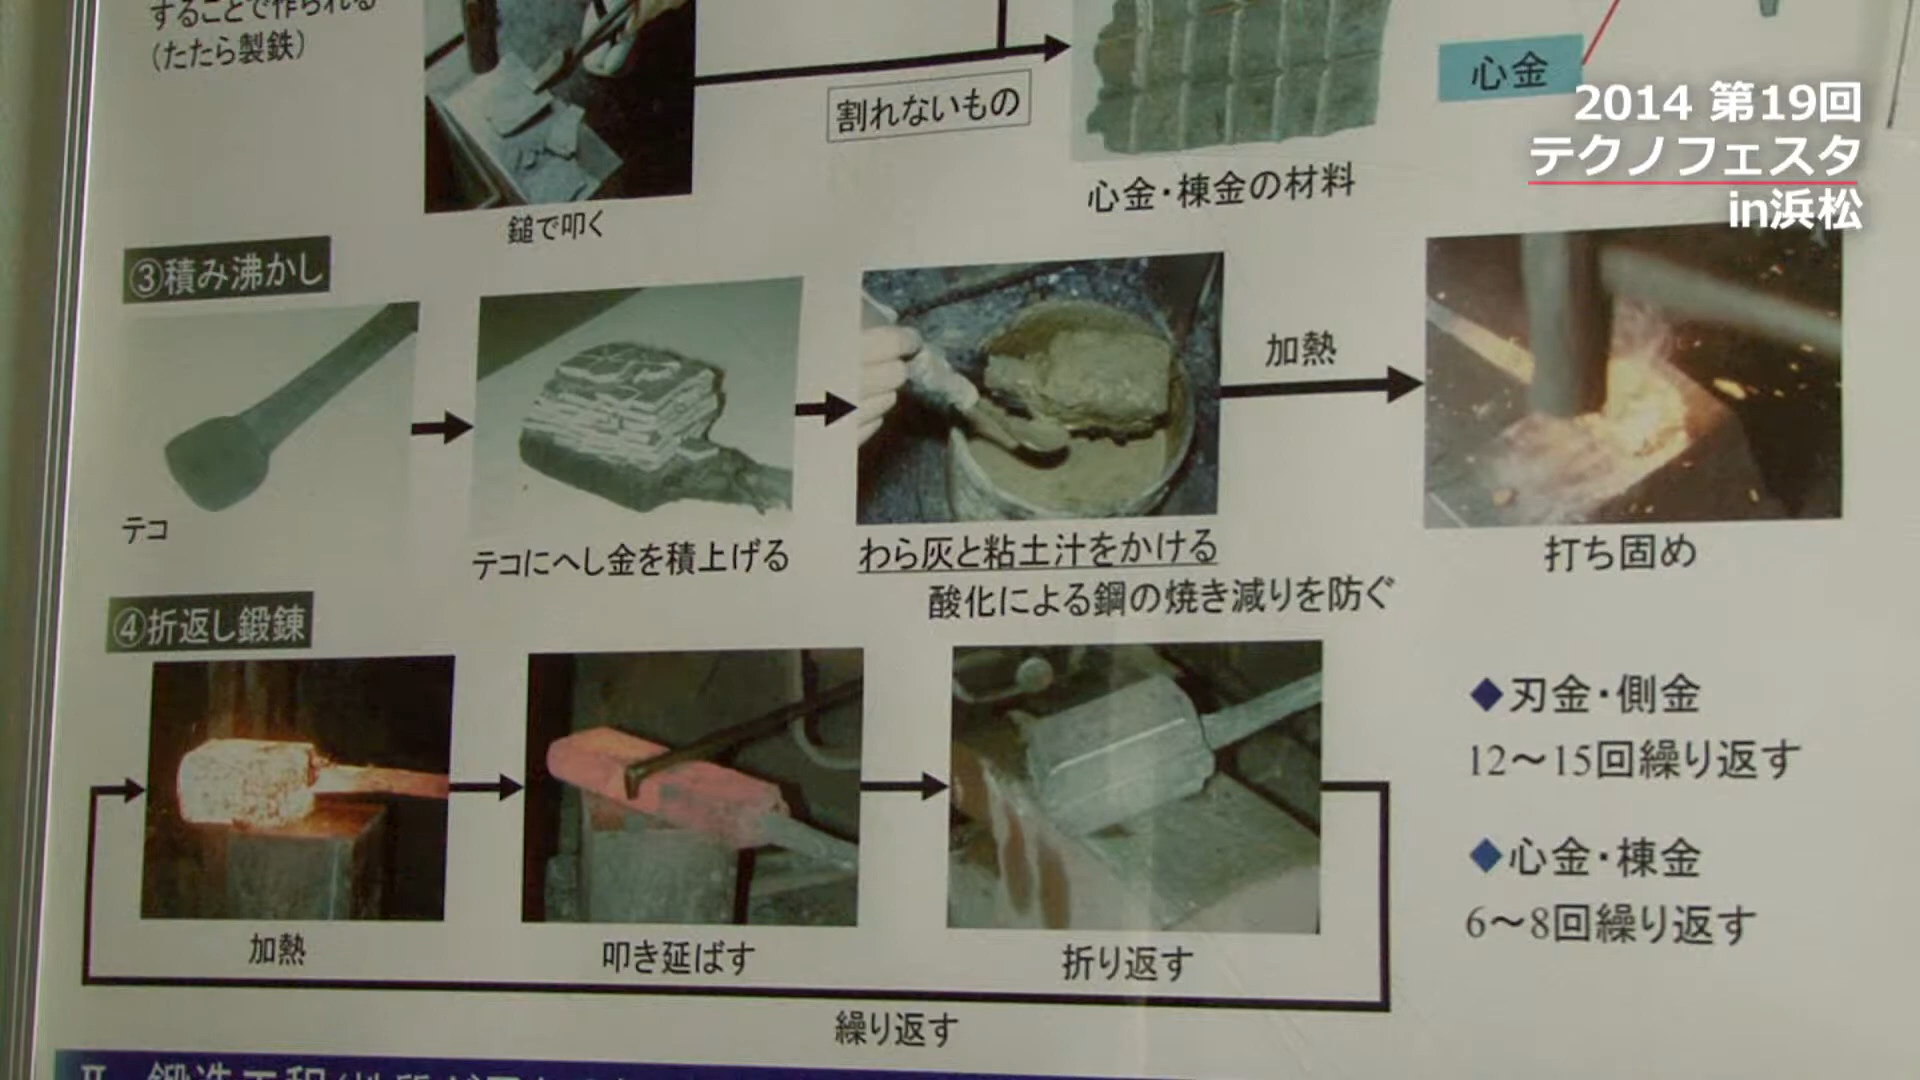 することで作られる
(たたら製鉄)
割れないもの
心金
2014 第19回
テクノフェスタ
in浜松
心金・棟金の材料
鎚で叩く
③積み沸かし
加熱
テコ
テコにへし金を積上げる
わら灰と粘土汁をかける
酸化による鋼の焼き減りを防ぐ
打ち固め
④折返し鍛錬
◆刃金・側金
12～15回繰り返す
◆心金・棟金
6～8回繰り返す
加熱
叩き延ばす
折り返す
繰り返す